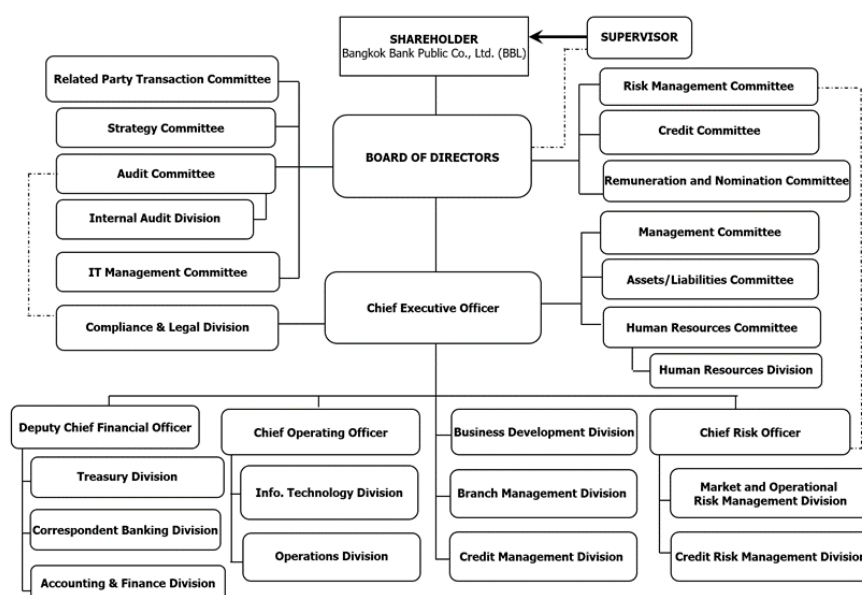 SHAREHOLDER
Bangkok Bank Public Co., Ltd. (BBL)
SUPERVISOR
Related Party Transaction Committee
Strategy Committee
Audit Committee
Internal Audit Division
IT Management Committee
Compliance & Legal Division
BOARD OF DIRECTORS
Risk Management Committee
Credit Committee
Remuneration and Nomination Committee
Chief Executive Officer
Management Committee
Assets/Liabilities Committee
Human Resources Committee
Human Resources Division
Deputy Chief Financial Officer
Treasury Division
Correspondent Banking Division
Accounting & Finance Division
Chief Operating Officer
Info. Technology Division
Operations Division
Business Development Division
Branch Management Division
Credit Management Division
Chief Risk Officer
Market and Operational
Risk Management Division
Credit Risk Management Division